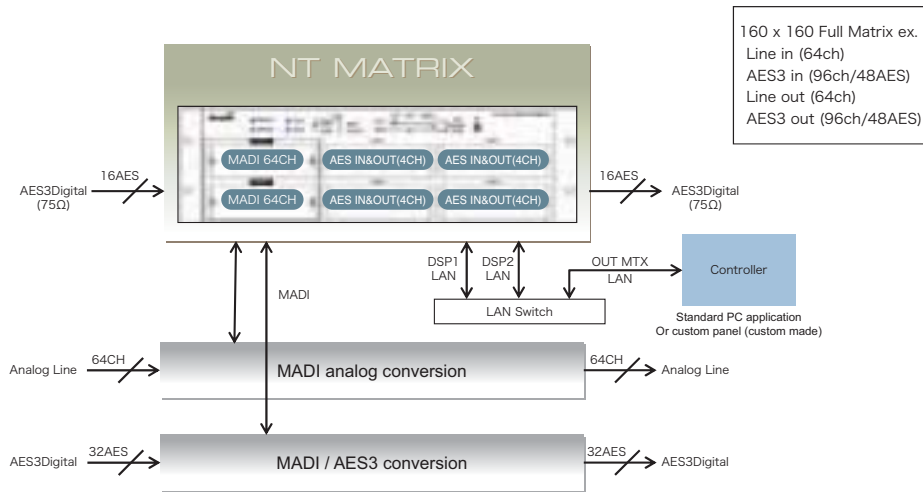 160 x 160 Full Matrix ex.
Line in (64ch)
AES3 in (96ch/48AES)
Line out (64ch)
AES3 out (96ch/48AES)
NT MATRIX
MADI 64CH
AES IN&OUT(4CH)
AES IN&OUT(4CH)
MADI 64CH
AES IN&OUT(4CH)
AES IN&OUT(4CH)
16AES
AES3Digital
(75Ω)
16AES
AES3Digital
(75Ω)
DSP1
LAN
DSP2
LAN
OUT MTX
LAN
Controller
MADI
LAN Switch
Standard PC application
Or custom panel (custom made)
Analog Line
64CH
MADI analog conversion
64CH
Analog Line
AES3Digital
32AES
MADI / AES3 conversion
32AES
AES3Digital